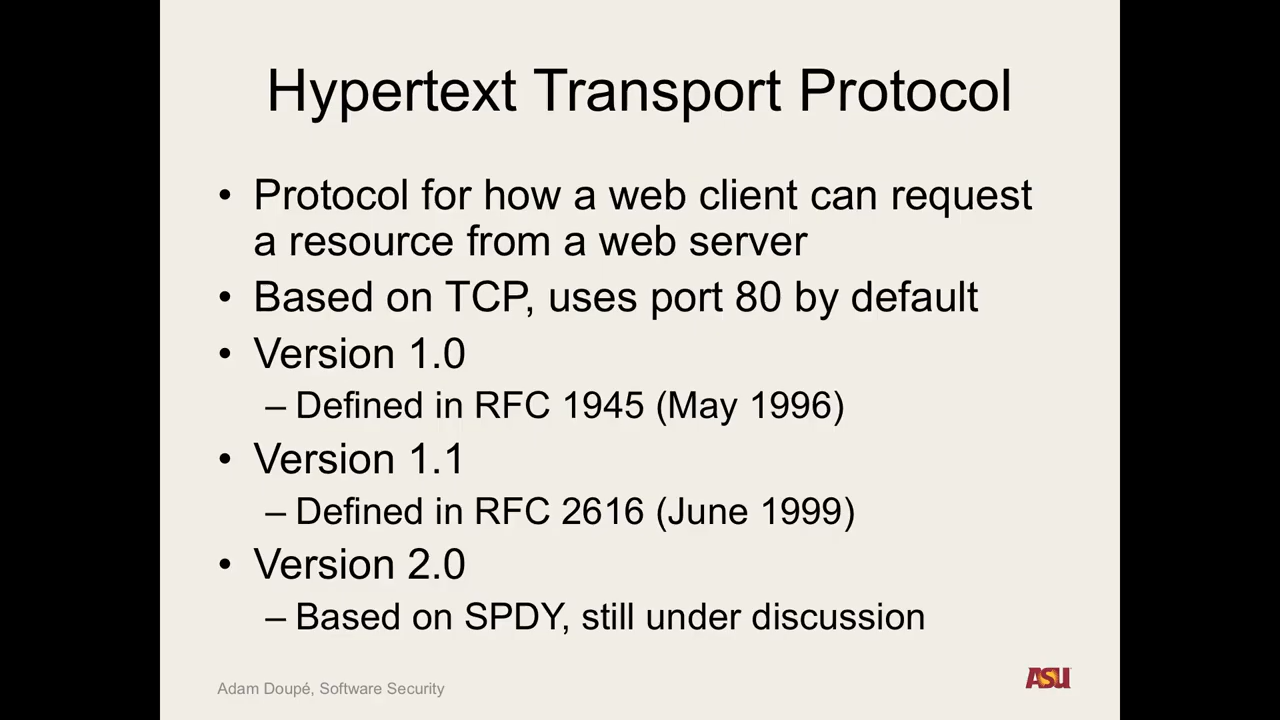 Hypertext Transport Protocol
• Protocol for how a web client can request
a resource from a web server
• Based on TCP, uses port 80 by default
• Version 1.0
– Defined in RFC 1945 (May 1996)
• Version 1.1
– Defined in RFC 2616 (June 1999)
• Version 2.0
– Based on SPDY, still under discussion
Adam Doupé, Software Security
ASU